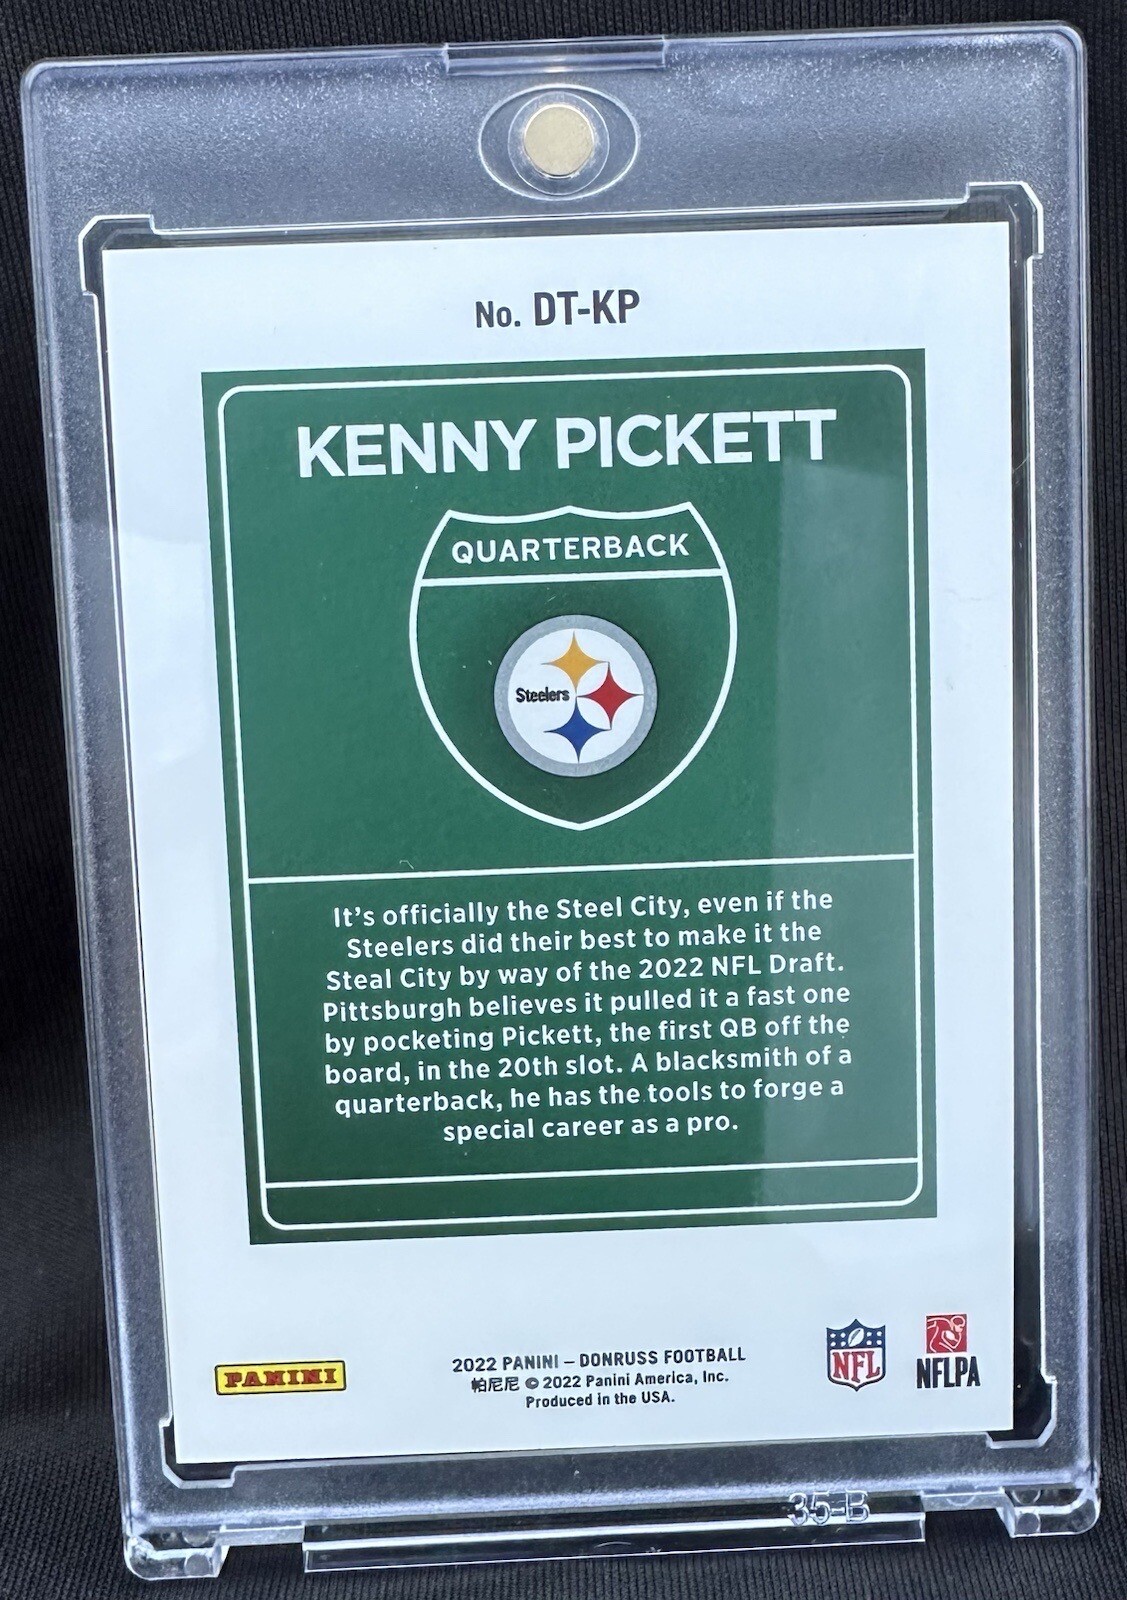 No. DT-KP
KENNY PICKETT
QUARTERBACK
Steelers
It's officially the Steel City, even if the
Steelers did their best to make it the
Steal City by way of the 2022 NFL Draft.
Pittsburgh believes it pulled it a fast one
by pocketing Pickett, the first QB off the
board, in the 20th slot. A blacksmith of a
quarterback, he has the tools to forge a
special career as a pro.
PANINI
2022 PANINI – DONRUSS FOOTBALL
帕尼尼 © 2022 Panini America, Inc.
Produced in the USA.
NFL
NFLPA
35-B